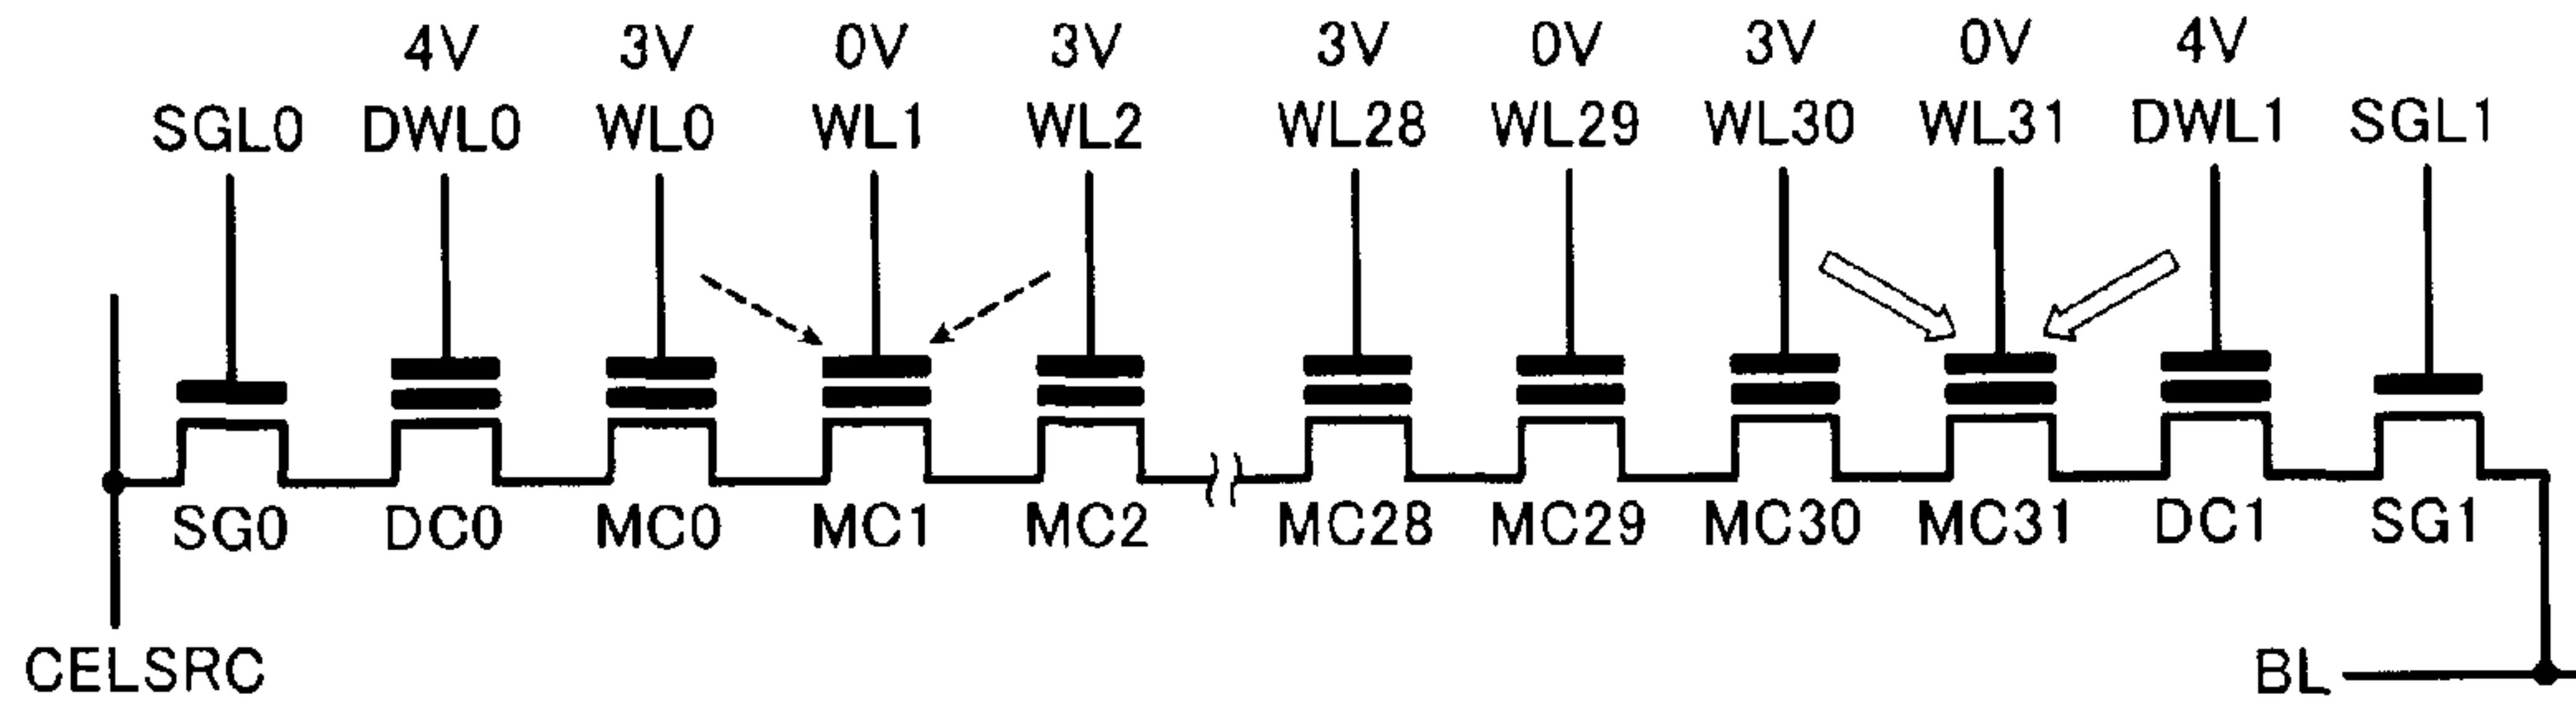 4V 3V 0V 3V 3V 0V 3V 0V 4V
SGL0 DWL0 WL0 WL1 WL2 WL28 WL29 WL30 WL31 DWL1 SGL1
SG0 DC0 MC0 MC1 MC2 MC28 MC29 MC30 MC31 DC1 SG1
CELSRC BL